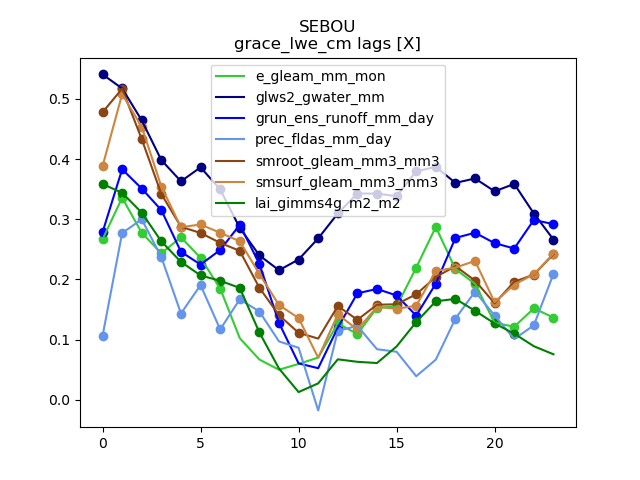 SEBOU
grace_lwe_cm lags [X]
e_gleam_mm_mon
glws2_gwater_mm
grun_ens_runoff_mm_day
prec_fldas_mm_day
smroot_gleam_mm3_mm3
smsurf_gleam_mm3_mm3
lai_gimms4g_m2_m2
0.5
0.4
0.3
0.2
0.1
0.0
0 5 10 15 20